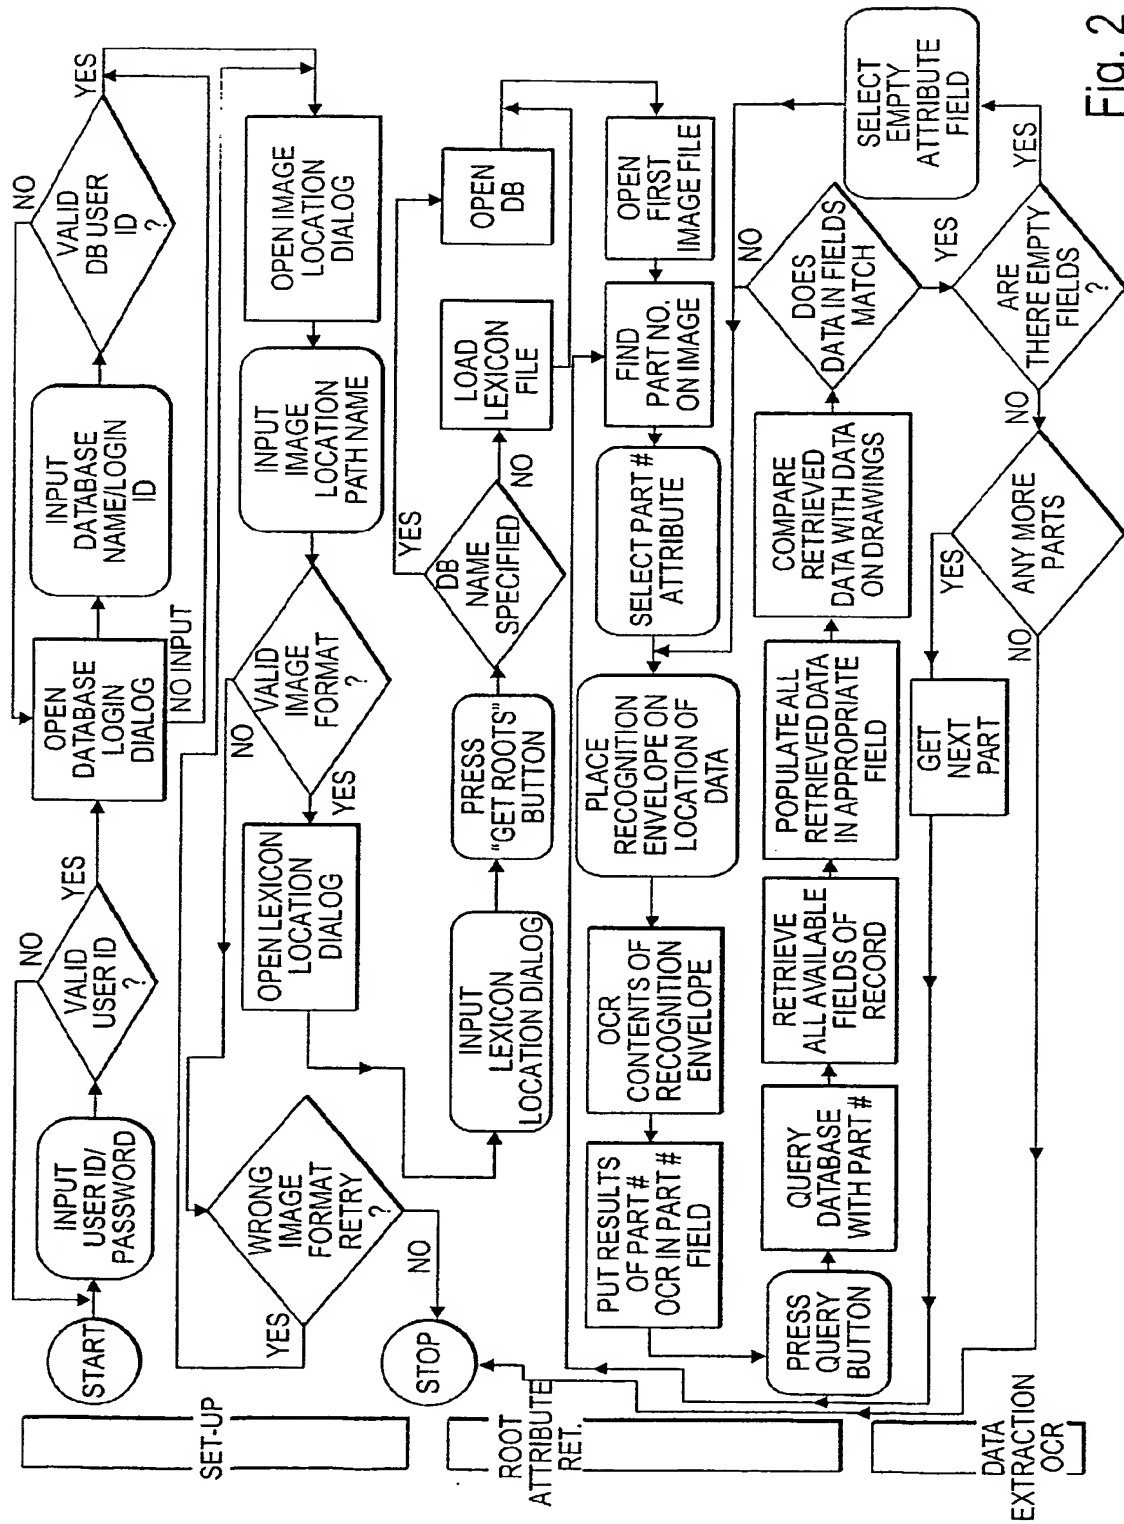 SET-UP
START
INPUT
USER ID/
PASSWORD
NO
VALID
USER ID
?
YES
OPEN
DATABASE
LOGIN
DIALOG
NO INPUT
INPUT
DATABASE
NAME/LOGIN
ID
NO
VALID
DB USER
ID
?
YES
OPEN IMAGE
LOCATION
DIALOG
INPUT
IMAGE
LOCATION
PATH NAME
VALID
IMAGE
FORMAT
?
NO
YES
OPEN LEXICON
LOCATION
DIALOG
WRONG
IMAGE
FORMAT
RETRY
?
YES
NO
STOP
ROOT
ATTRIBUTE
RET.
INPUT
LEXICON
LOCATION DIALOG
PRESS
"GET ROOTS"
BUTTON
DB
NAME
SPECIFIED
YES
NO
LOAD
LEXICON
FILE
OPEN
DB
OPEN
FIRST
IMAGE FILE
FIND
PART NO.
ON IMAGE
SELECT PART #
ATTRIBUTE
PLACE
RECOGNITION
ENVELOPE ON
LOCATION OF
DATA
OCR
CONTENTS OF
RECOGNITION
ENVELOPE
PUT RESULTS
OF PART #
OCR IN PART #
FIELD
PRESS
QUERY
BUTTON
QUERY
DATABASE
WITH PART #
RETRIEVE
ALL AVAILABLE
FIELDS OF
RECORD
POPULATE ALL
RETRIEVED DATA
IN APPROPRIATE
FIELD
COMPARE
RETRIEVED
DATA WITH DATA
ON DRAWINGS
DOES
DATA IN FIELDS
MATCH
NO
YES
SELECT
EMPTY
ATTRIBUTE
FIELD
ARE
THERE EMPTY
FIELDS
?
YES
NO
ANY MORE
PARTS
YES
NO
GET
NEXT
PART
DATA
EXTRACTION
OCR
Fig. 2